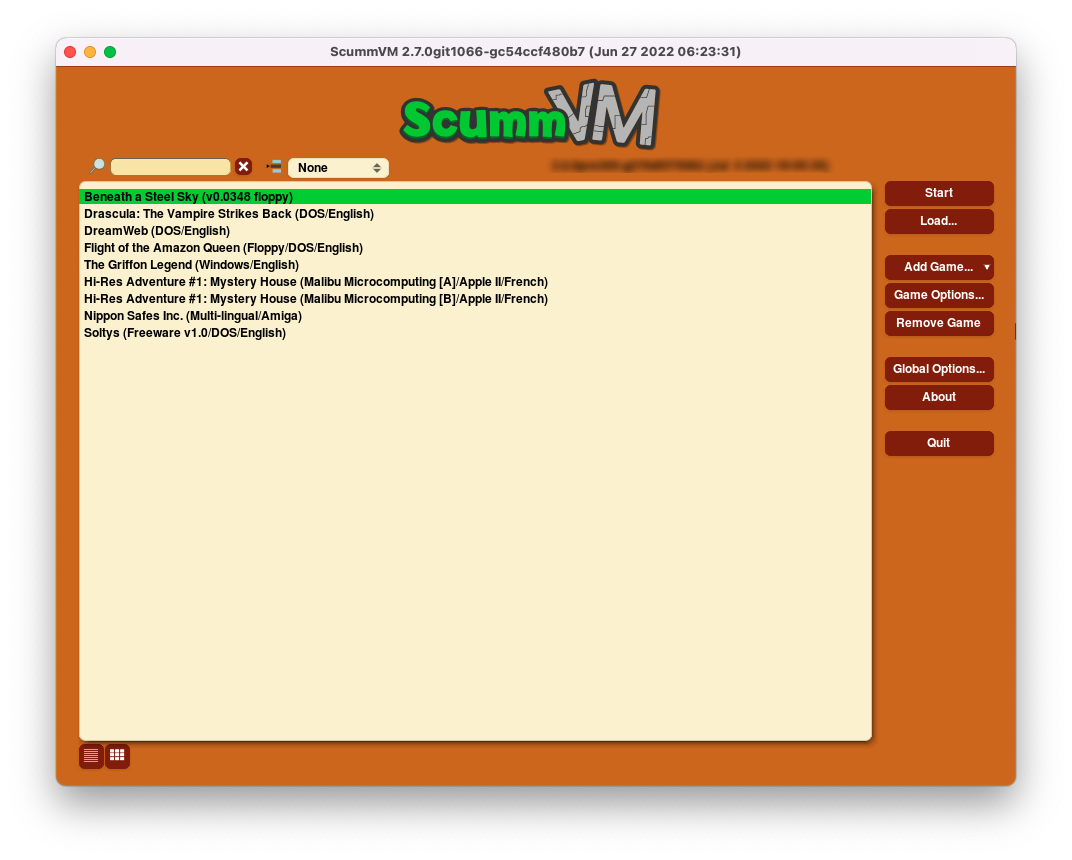 ScummVM 2.7.0git1066-gc54ccf480b7 (Jun 27 2022 06:23:31)
ScummVM
None
Beneath a Steel Sky (v0.0348 floppy)
Drascula: The Vampire Strikes Back (DOS/English)
DreamWeb (DOS/English)
Flight of the Amazon Queen (Floppy/DOS/English)
The Griffon Legend (Windows/English)
Hi-Res Adventure #1: Mystery House (Malibu Microcomputing [A]/Apple II/French)
Hi-Res Adventure #1: Mystery House (Malibu Microcomputing [B]/Apple II/French)
Nippon Safes Inc. (Multi-lingual/Amiga)
Soltys (Freeware v1.0/DOS/English)
Start
Load...
Add Game...
Game Options...
Remove Game
Global Options...
About
Quit